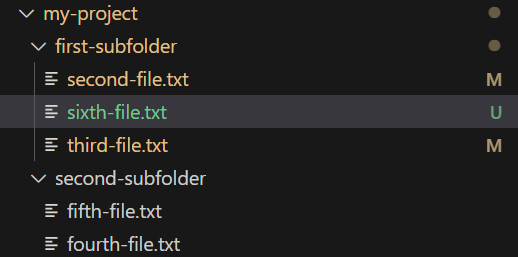 my-project
first-subfolder
second-file.txt M
sixth-file.txt U
third-file.txt M
second-subfolder
fifth-file.txt
fourth-file.txt